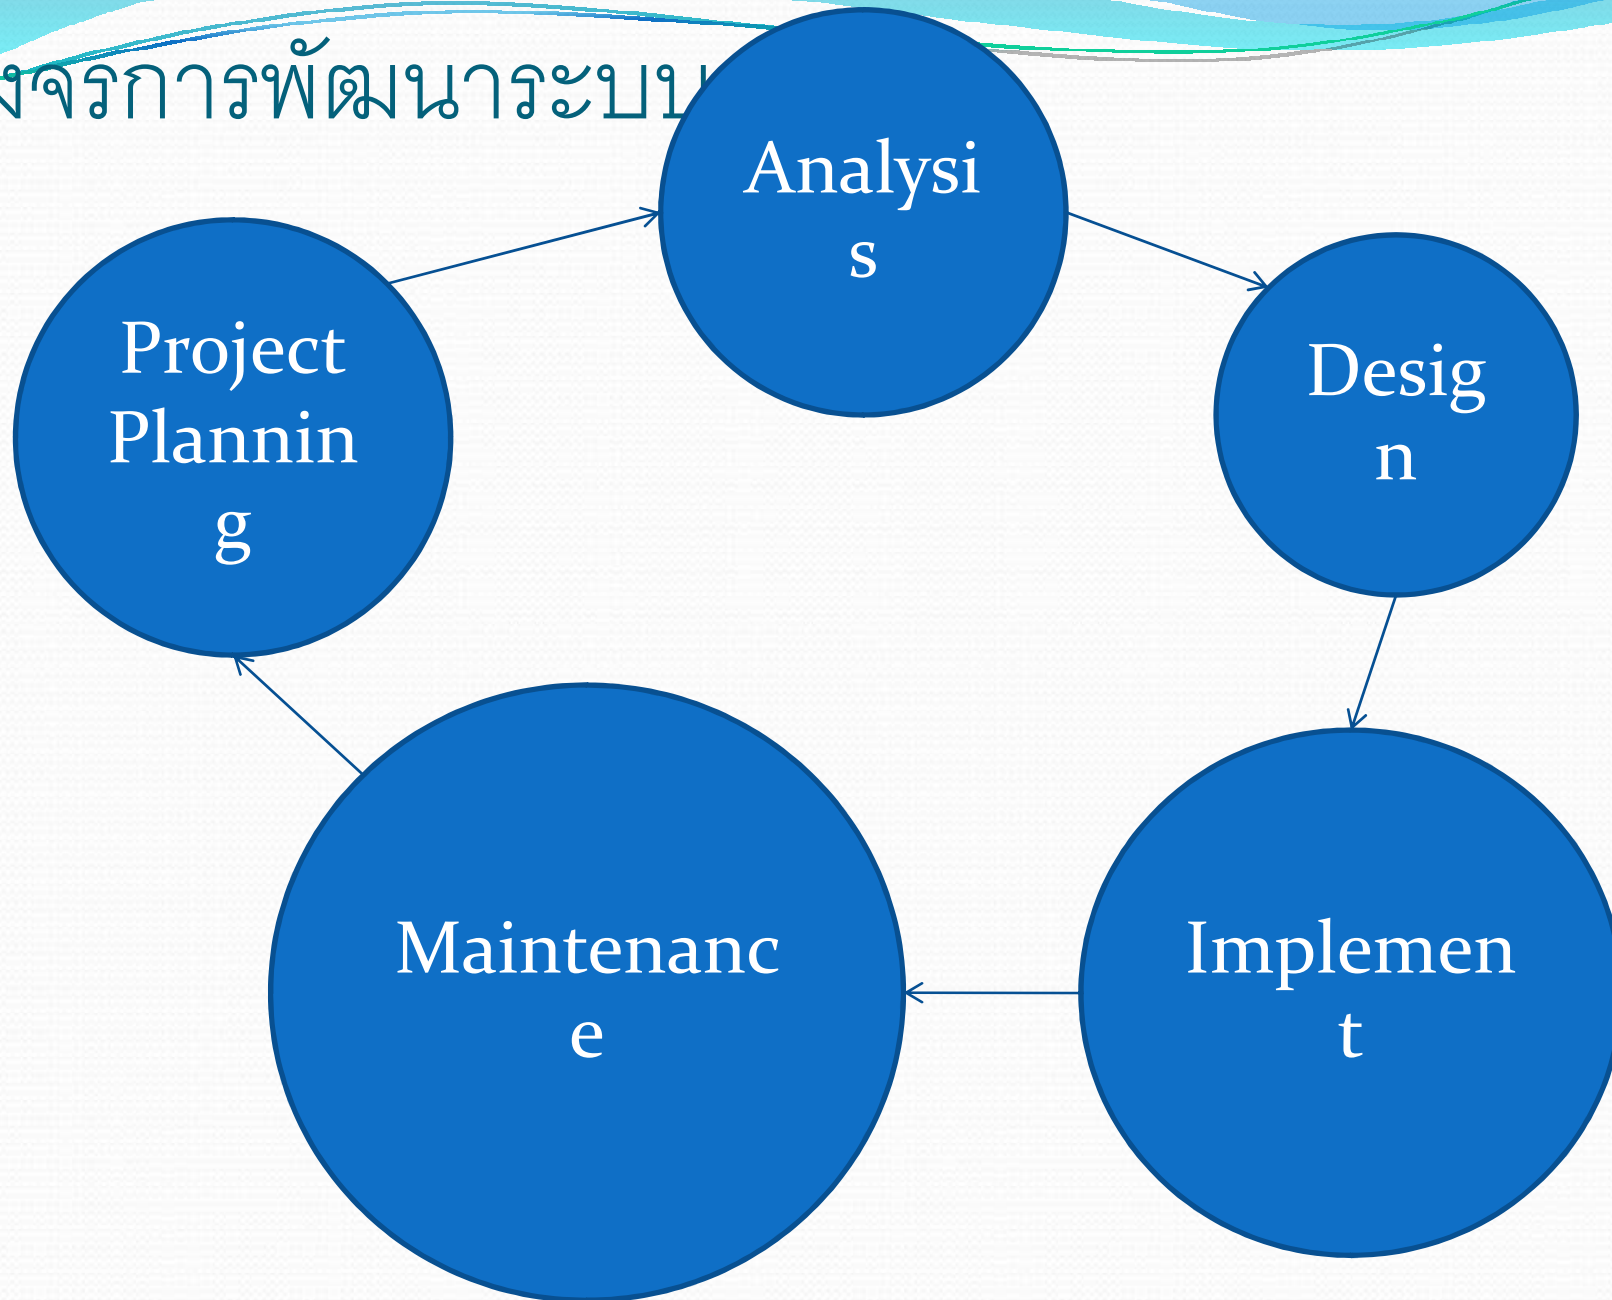 งจรการพัฒนาระบบ
Analysi
s
Project
Plannin
g
Desig
n
Maintenanc
e
Implemen
t